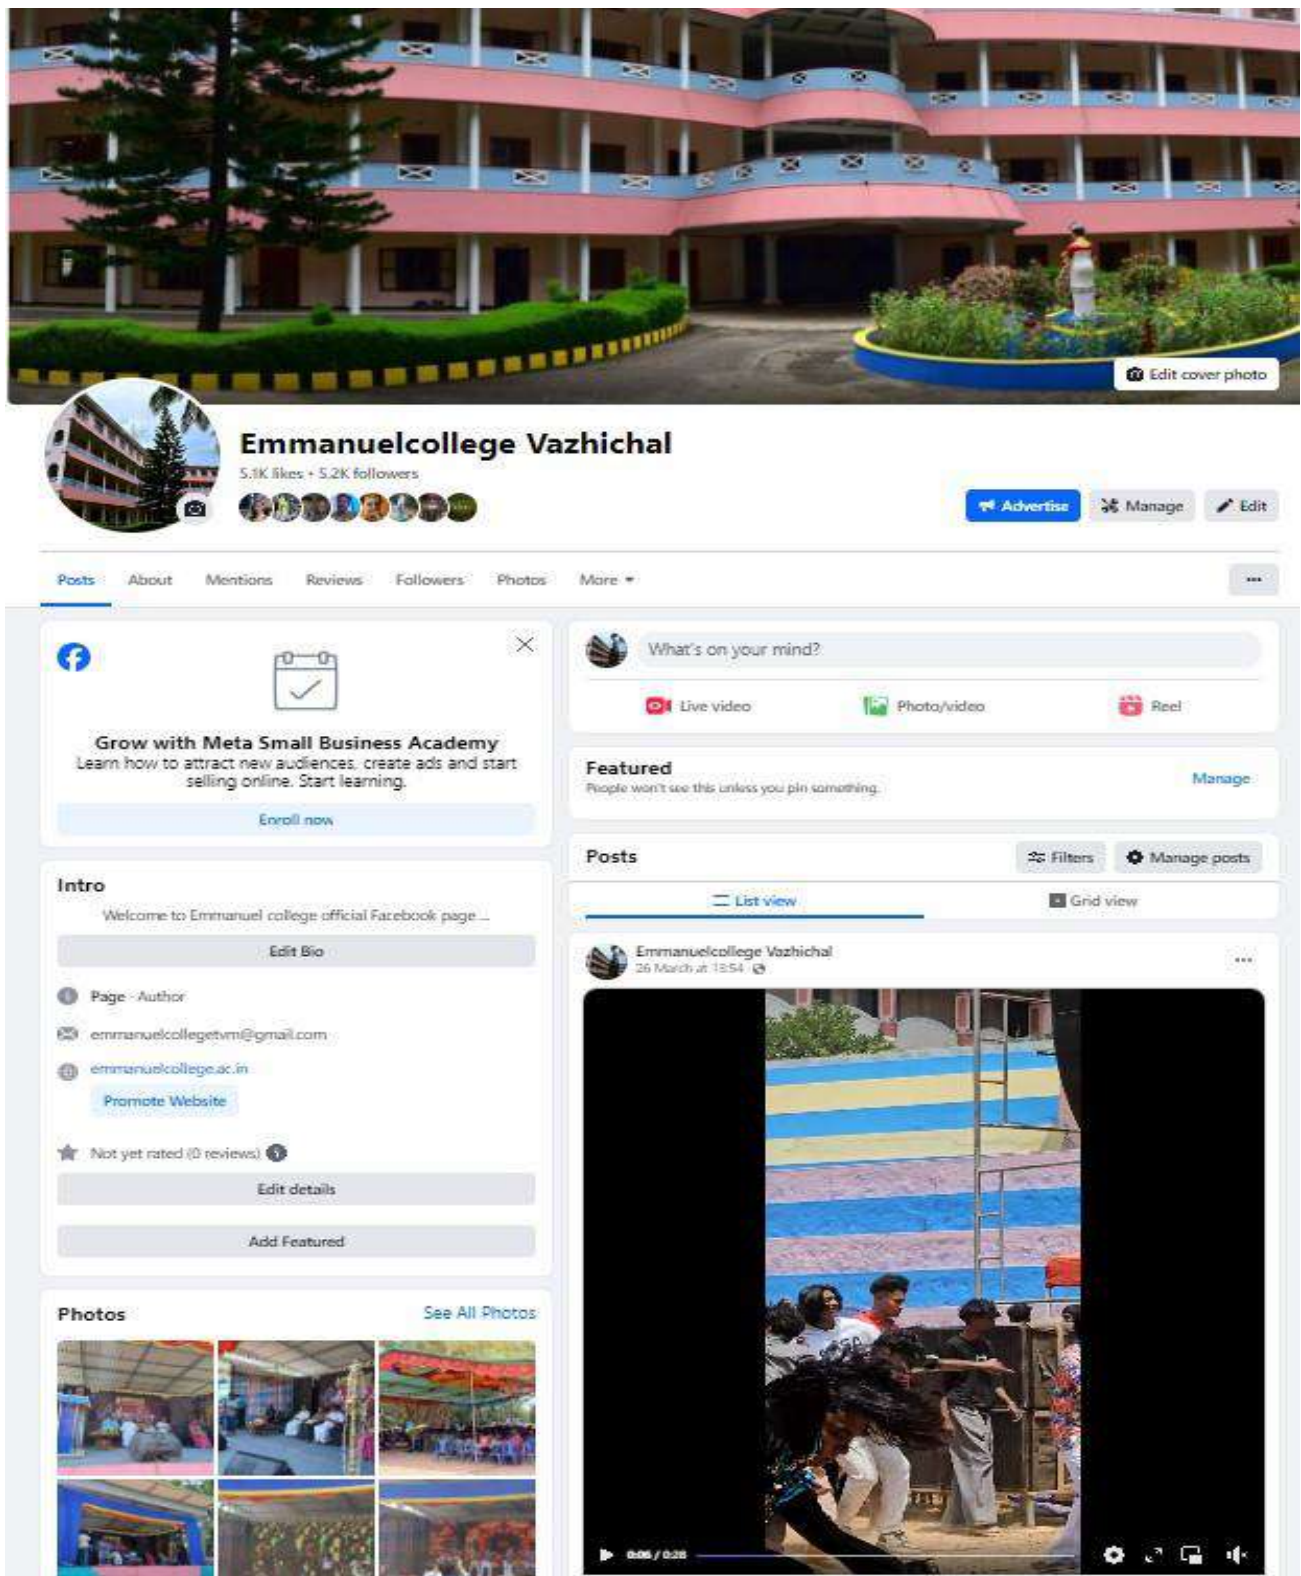 Edit cover photo
Emmanuelcollege Vazhichal
5.1K likes • 5.2K followers
Advertise
Manage
Edit
Posts
About
Mentions
Reviews
Followers
Photos
More
Grow with Meta Small Business Academy
Learn how to attract new audiences, create ads and start
selling online. Start learning.
Enroll now
Intro
Welcome to Emmanuel college official Facebook page ...
Edit Bio
Page · Author
emmanuelcollegetvm@gmail.com
emmanuelcollege.ac.in
Promote Website
Not yet rated (0 reviews)
Edit details
Add Featured
Photos
See All Photos
What's on your mind?
Live video
Photo/video
Reel
Featured
Manage
People won't see this unless you pin something.
Posts
Filters
Manage posts
List view
Grid view
Emmanuelcollege Vazhichal
26 March at 13:54
0:06 / 0:28